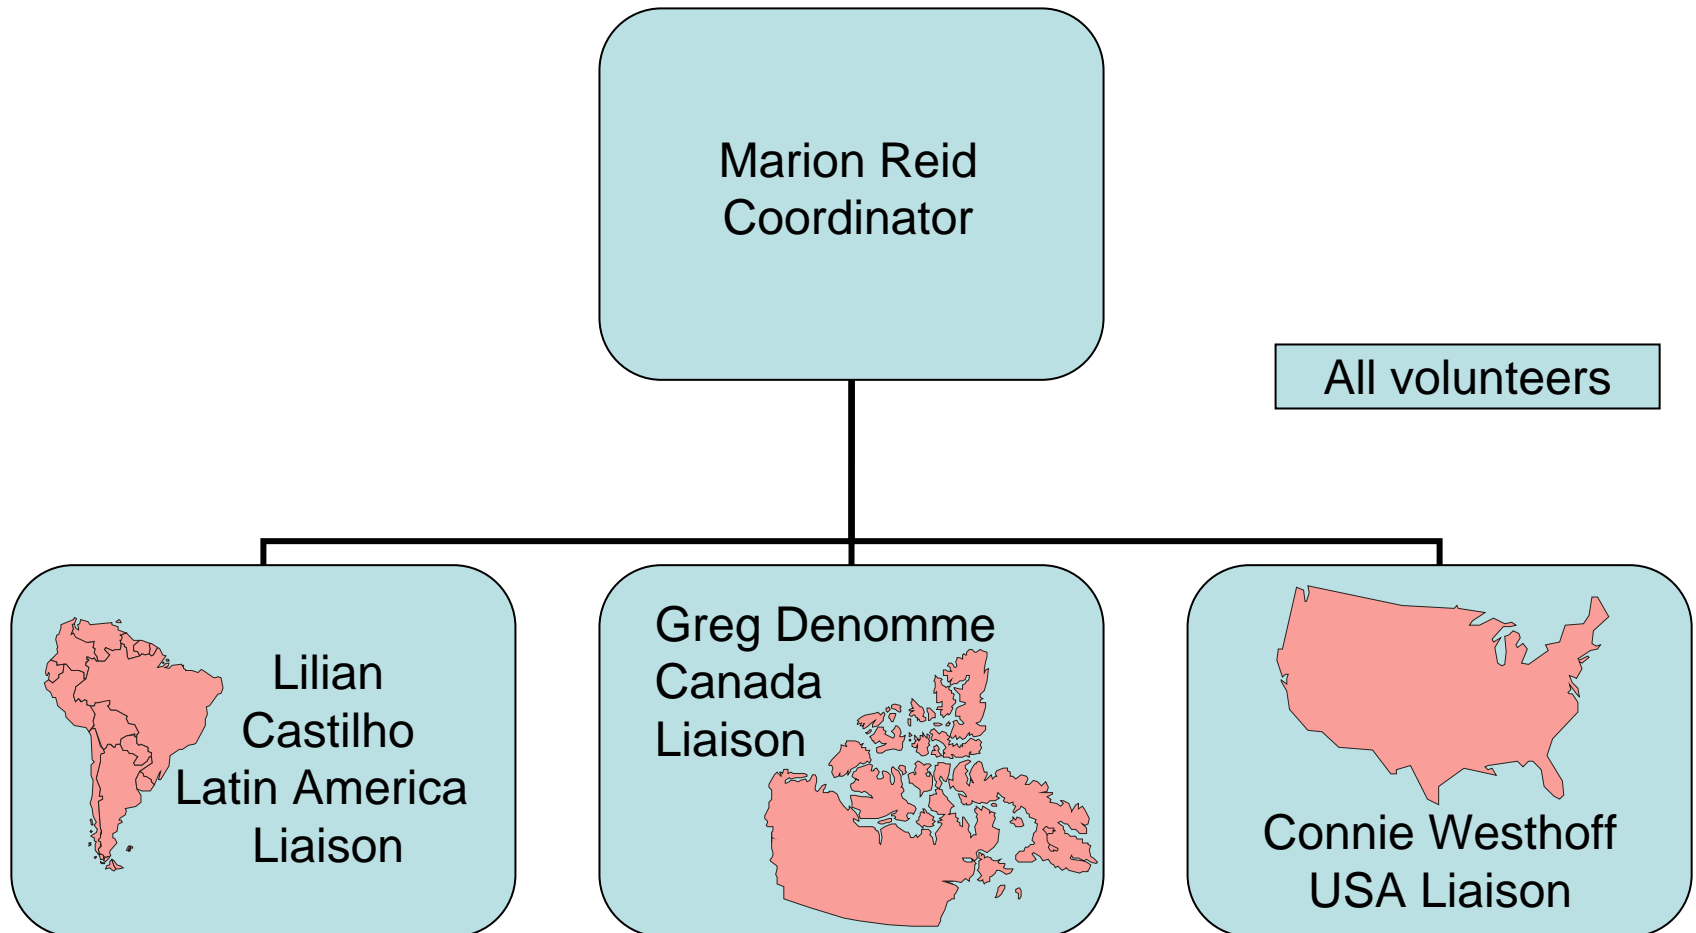 Marion Reid
Coordinator
All volunteers
Lilian
Castilho
Latin America
Liaison
Greg Denomme
Canada
Liaison
Connie Westhoff
USA Liaison